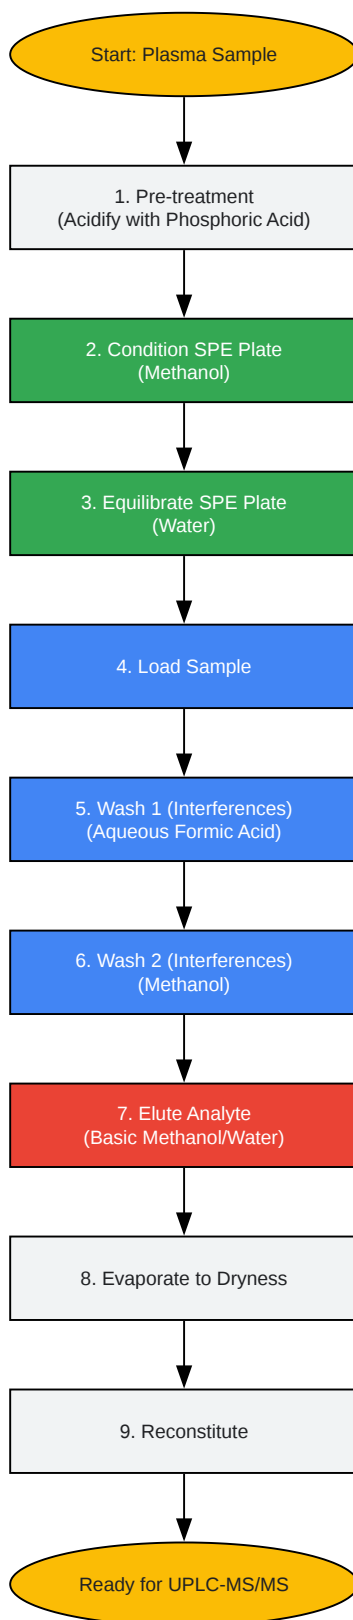 Start: Plasma Sample
1. Pre-treatment
(Acidify with Phosphoric Acid)
2. Condition SPE Plate
(Methanol)
3. Equilibrate SPE Plate
(Water)
4. Load Sample
5. Wash 1 (Interferences)
(Aqueous Formic Acid)
6. Wash 2 (Interferences)
(Methanol)
7. Elute Analyte
(Basic Methanol/Water)
8. Evaporate to Dryness
9. Reconstitute
Ready for UPLC-MS/MS